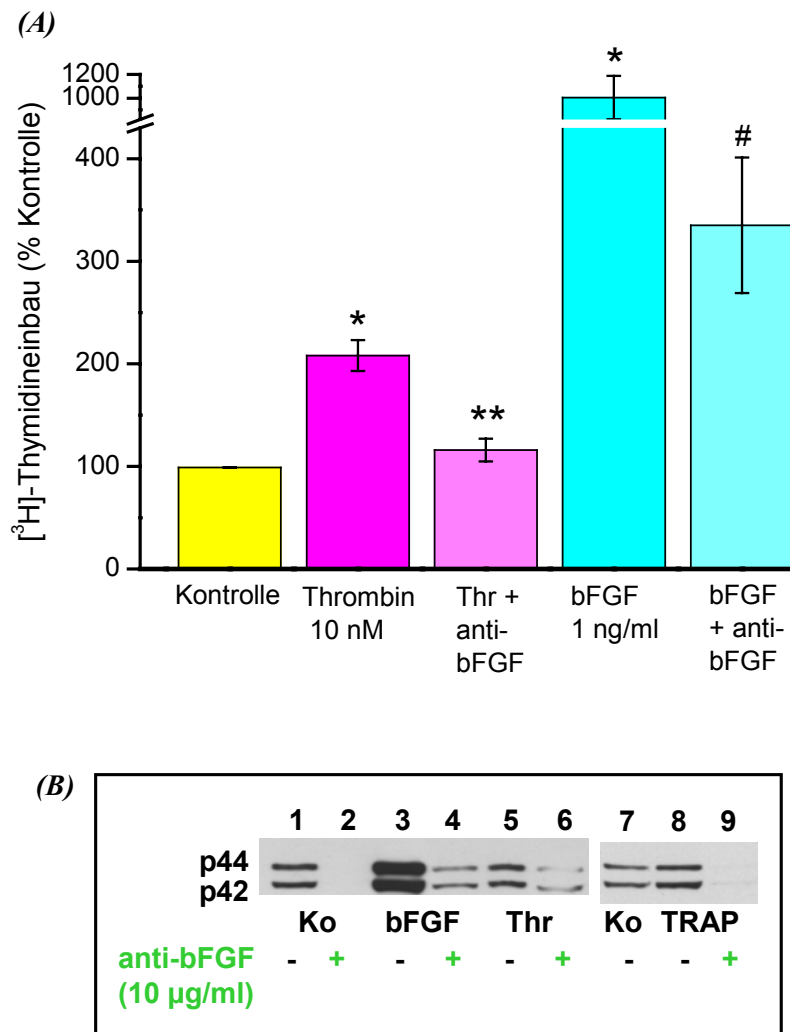 (A)
[³H]-Thymidineinbau (% Kontrolle)
1200
1000
400
300
200
100
0
*
**
*
#
Kontrolle
Thrombin
10 nM
Thr +
anti-
bFGF
bFGF
1 ng/ml
bFGF
+ anti-
bFGF
(B)
1 2 3 4 5 6 7 8 9
p44
p42
Ko bFGF Thr Ko TRAP
anti-bFGF - + - + - + - - +
(10 µg/ml)